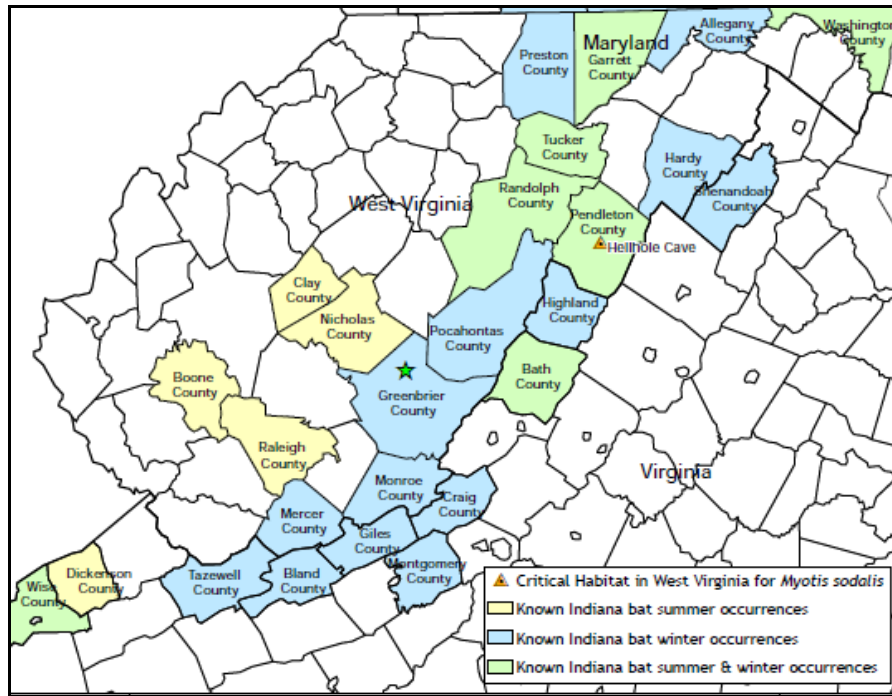 Allegany
County
Washington
County
Maryland
Garrett
County
Preston
County
Tucker
County
Hardy
County
Shenandoah
County
Randolph
County
West Virginia
Pendleton
County
Hellhole Cave
Clay
County
Nicholas
County
Highland
County
Pocahontas
County
Bath
County
Boone
County
Greenbrier
County
Raleigh
County
Virginia
Monroe
County
Craig
County
Mercer
County
Giles
County
Montgomery
County
Wise
County
Dickenson
County
Tazewell
County
Bland
County
Critical Habitat in West Virginia for Myotis sodalis
Known Indiana bat summer occurrences
Known Indiana bat winter occurrences
Known Indiana bat summer & winter occurrences